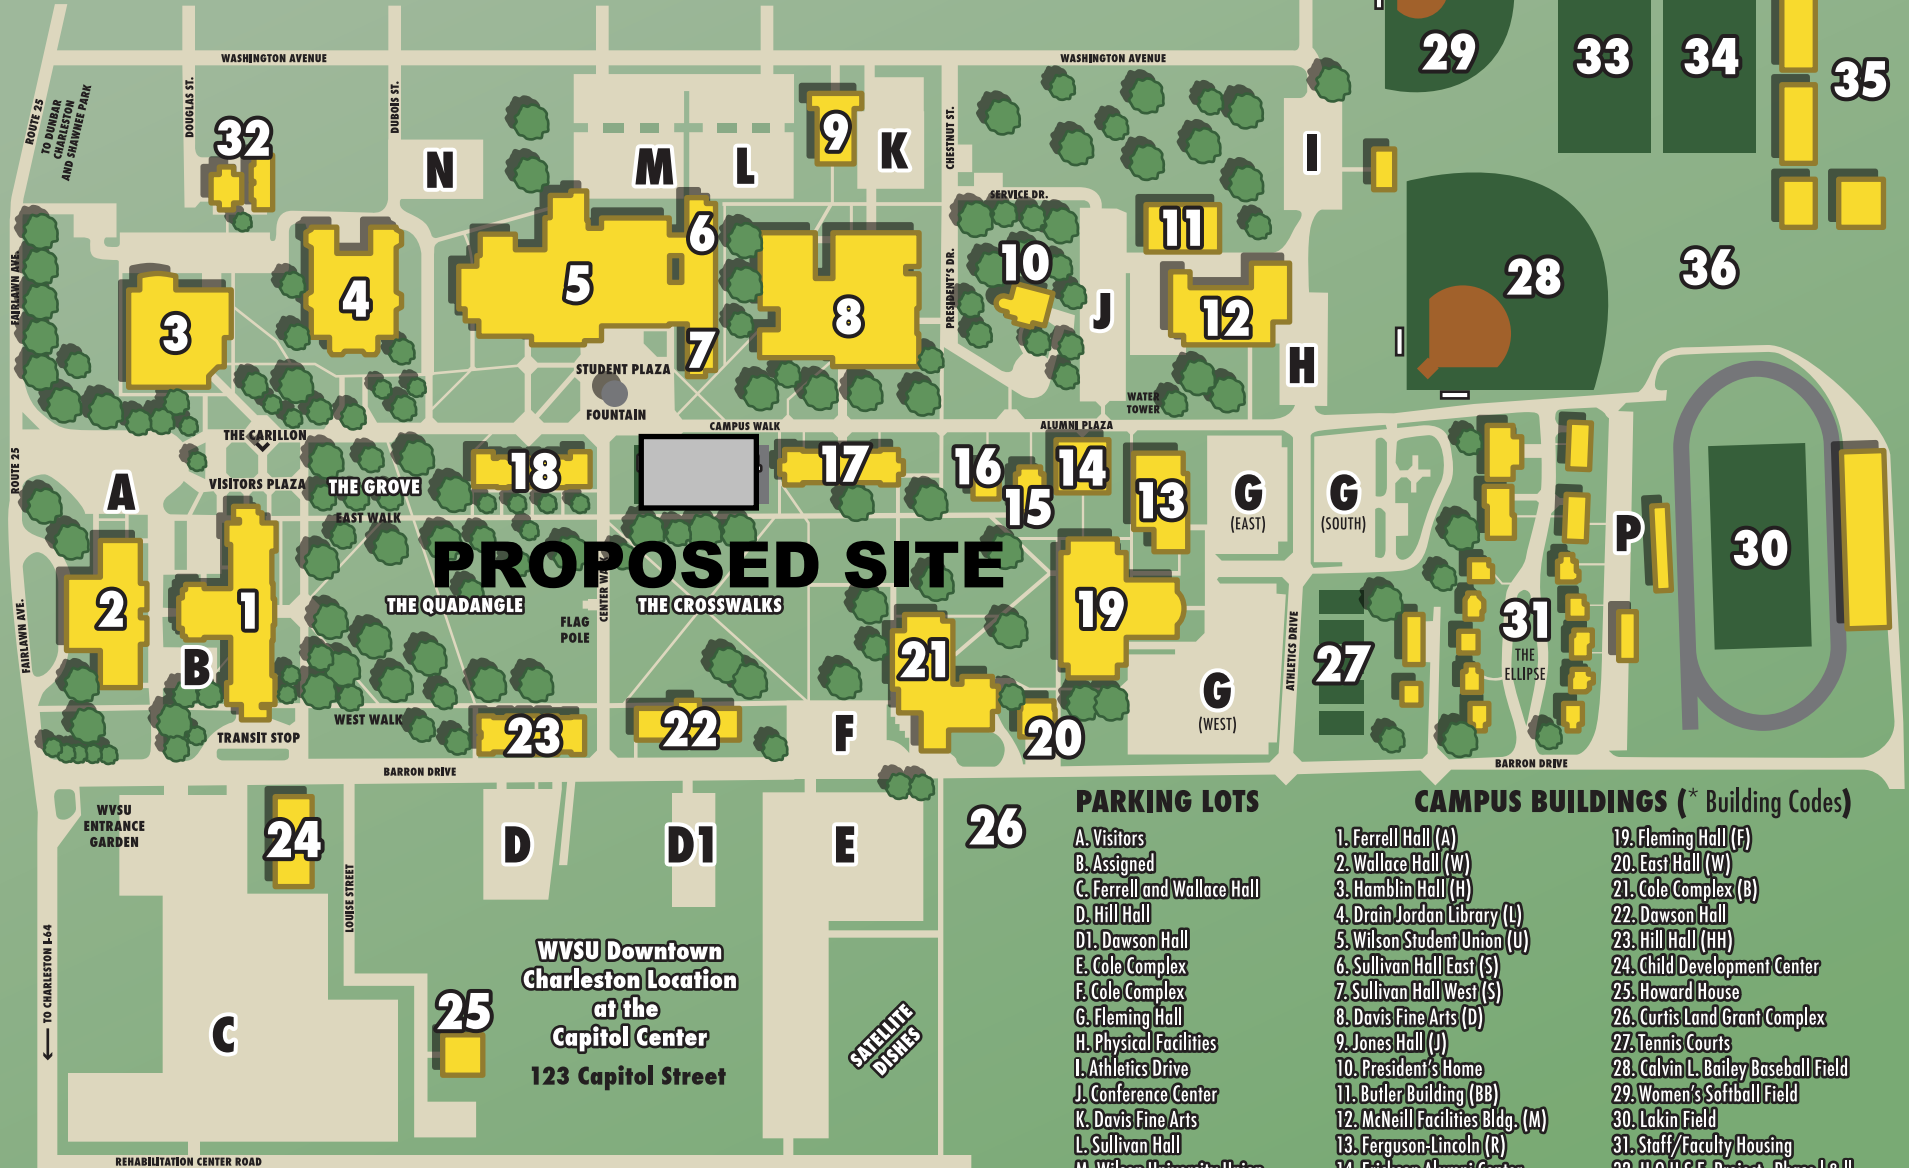 WASHINGTON AVENUE
WASHINGTON AVENUE
29
33
34
35
ROUTE 25
TO DUNBAR
CHARLESTON
AND SHAWNEE PARK
DOUGLAS ST.
DUBOIS ST.
CHESTNUT ST.
32
N
M
L
9
K
I
SERVICE DR.
6
11
10
28
36
FAIRLAWN AVE.
PRESIDENT'S DR.
3
4
5
7
8
J
12
H
STUDENT PLAZA
FOUNTAIN
WATER
TOWER
CAMPUS WALK
ALUMNI PLAZA
THE CARILLON
ROUTE 25
A
VISITORS PLAZA
THE GROVE
18
17
16
15
14
13
G
(EAST)
G
(SOUTH)
EAST WALK
P
30
PROPOSED SITE
2
1
THE QUADANGLE
CENTER WA
THE CROSSWALKS
19
FLAG
POLE
FAIRLAWN AVE.
B
21
ATHLETICS DRIVE
27
31
THE
ELLIPSE
G
(WEST)
WEST WALK
TRANSIT STOP
23
22
F
20
BARRON DRIVE
BARRON DRIVE
WVSU
ENTRANCE
GARDEN
24
D
D1
E
26
LOUISE STREET
TO CHARLESTON I-64
C
25
WVSU Downtown
Charleston Location
at the
Capitol Center
123 Capitol Street
SATELLITE
DISHES
REHABILITATION CENTER ROAD
PARKING LOTS
A. Visitors
B. Assigned
C. Ferrell and Wallace Hall
D. Hill Hall
D1. Dawson Hall
E. Cole Complex
F. Cole Complex
G. Fleming Hall
H. Physical Facilities
I. Athletics Drive
J. Conference Center
K. Davis Fine Arts
L. Sullivan Hall
M. Wilson University Union
CAMPUS BUILDINGS (* Building Codes)
1. Ferrell Hall (A)
2. Wallace Hall (W)
3. Hamblin Hall (H)
4. Drain Jordan Library (L)
5. Wilson Student Union (U)
6. Sullivan Hall East (S)
7. Sullivan Hall West (S)
8. Davis Fine Arts (D)
9. Jones Hall (J)
10. President's Home
11. Butler Building (BB)
12. McNeill Facilities Bldg. (M)
13. Ferguson-Lincoln (R)
14. Erickson Alumni Center
19. Fleming Hall (F)
20. East Hall (W)
21. Cole Complex (B)
22. Dawson Hall
23. Hill Hall (HH)
24. Child Development Center
25. Howard House
26. Curtis Land Grant Complex
27. Tennis Courts
28. Calvin L. Bailey Baseball Field
29. Women's Softball Field
30. Lakin Field
31. Staff/Faculty Housing